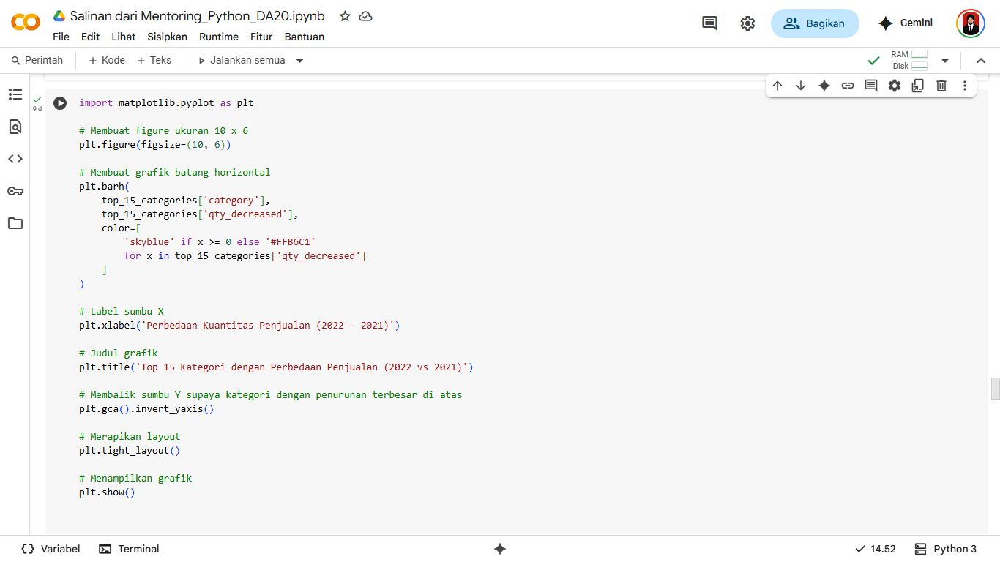 Salinan dari Mentoring_Python_DA20.ipynb
File Edit Lihat Sisipkan Runtime Fitur Bantuan
Bagikan
Gemini
Perintah
+ Kode + Teks
Jalankan semua
RAM
Disk
9 d
import matplotlib.pyplot as plt
# Membuat figure ukuran 10 x 6
plt.figure(figsize=(10, 6))
# Membuat grafik batang horizontal
plt.barh(
    top_15_categories['category'],
    top_15_categories['qty_decreased'],
    color=[
        'skyblue' if x >= 0 else '#FFB6C1'
        for x in top_15_categories['qty_decreased']
    ]
)
# Label sumbu X
plt.xlabel('Perbedaan Kuantitas Penjualan (2022 - 2021)')
# Judul grafik
plt.title('Top 15 Kategori dengan Perbedaan Penjualan (2022 vs 2021)')
# Membalik sumbu Y supaya kategori dengan penurunan terbesar di atas
plt.gca().invert_yaxis()
# Merapikan layout
plt.tight_layout()
# Menampilkan grafik
plt.show()
Variabel Terminal
14.52
Python 3